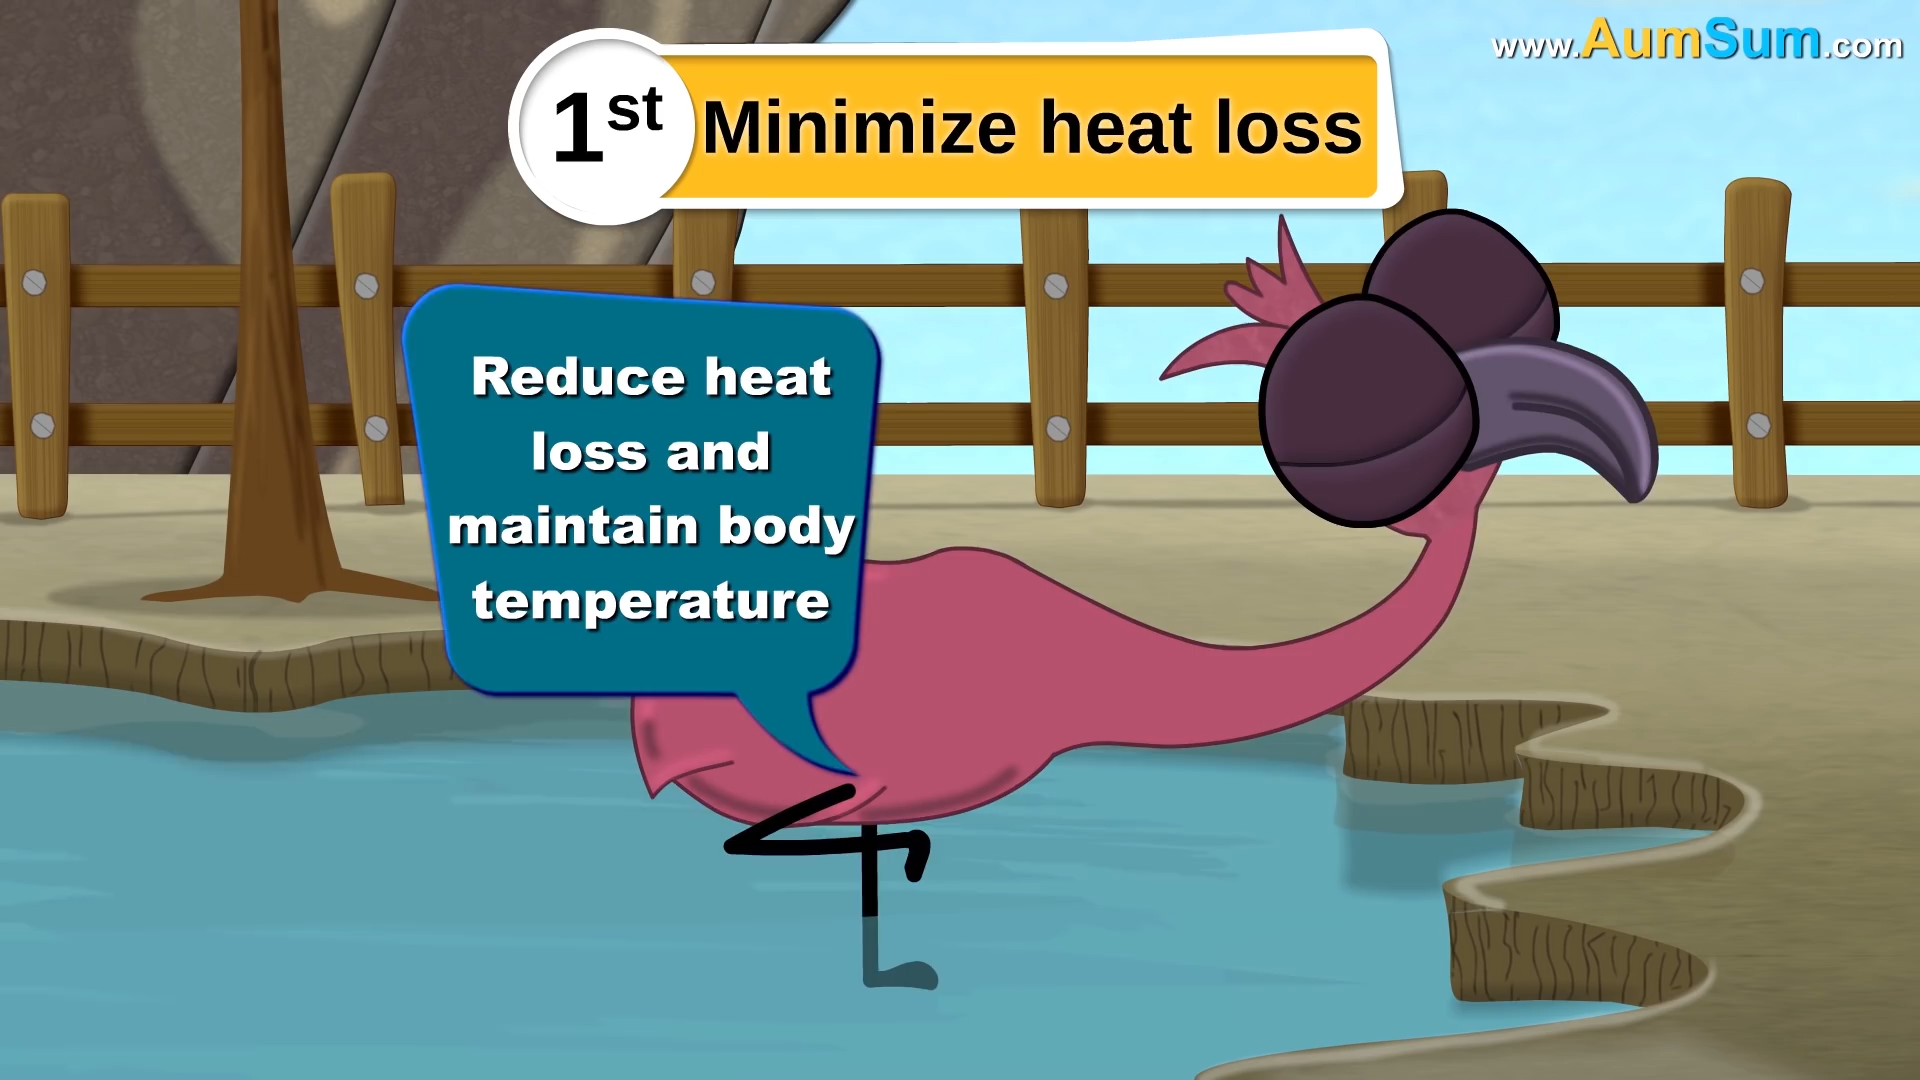 www.AumSum.com
1st Minimize heat loss
Reduce heat
loss and
maintain body
temperature